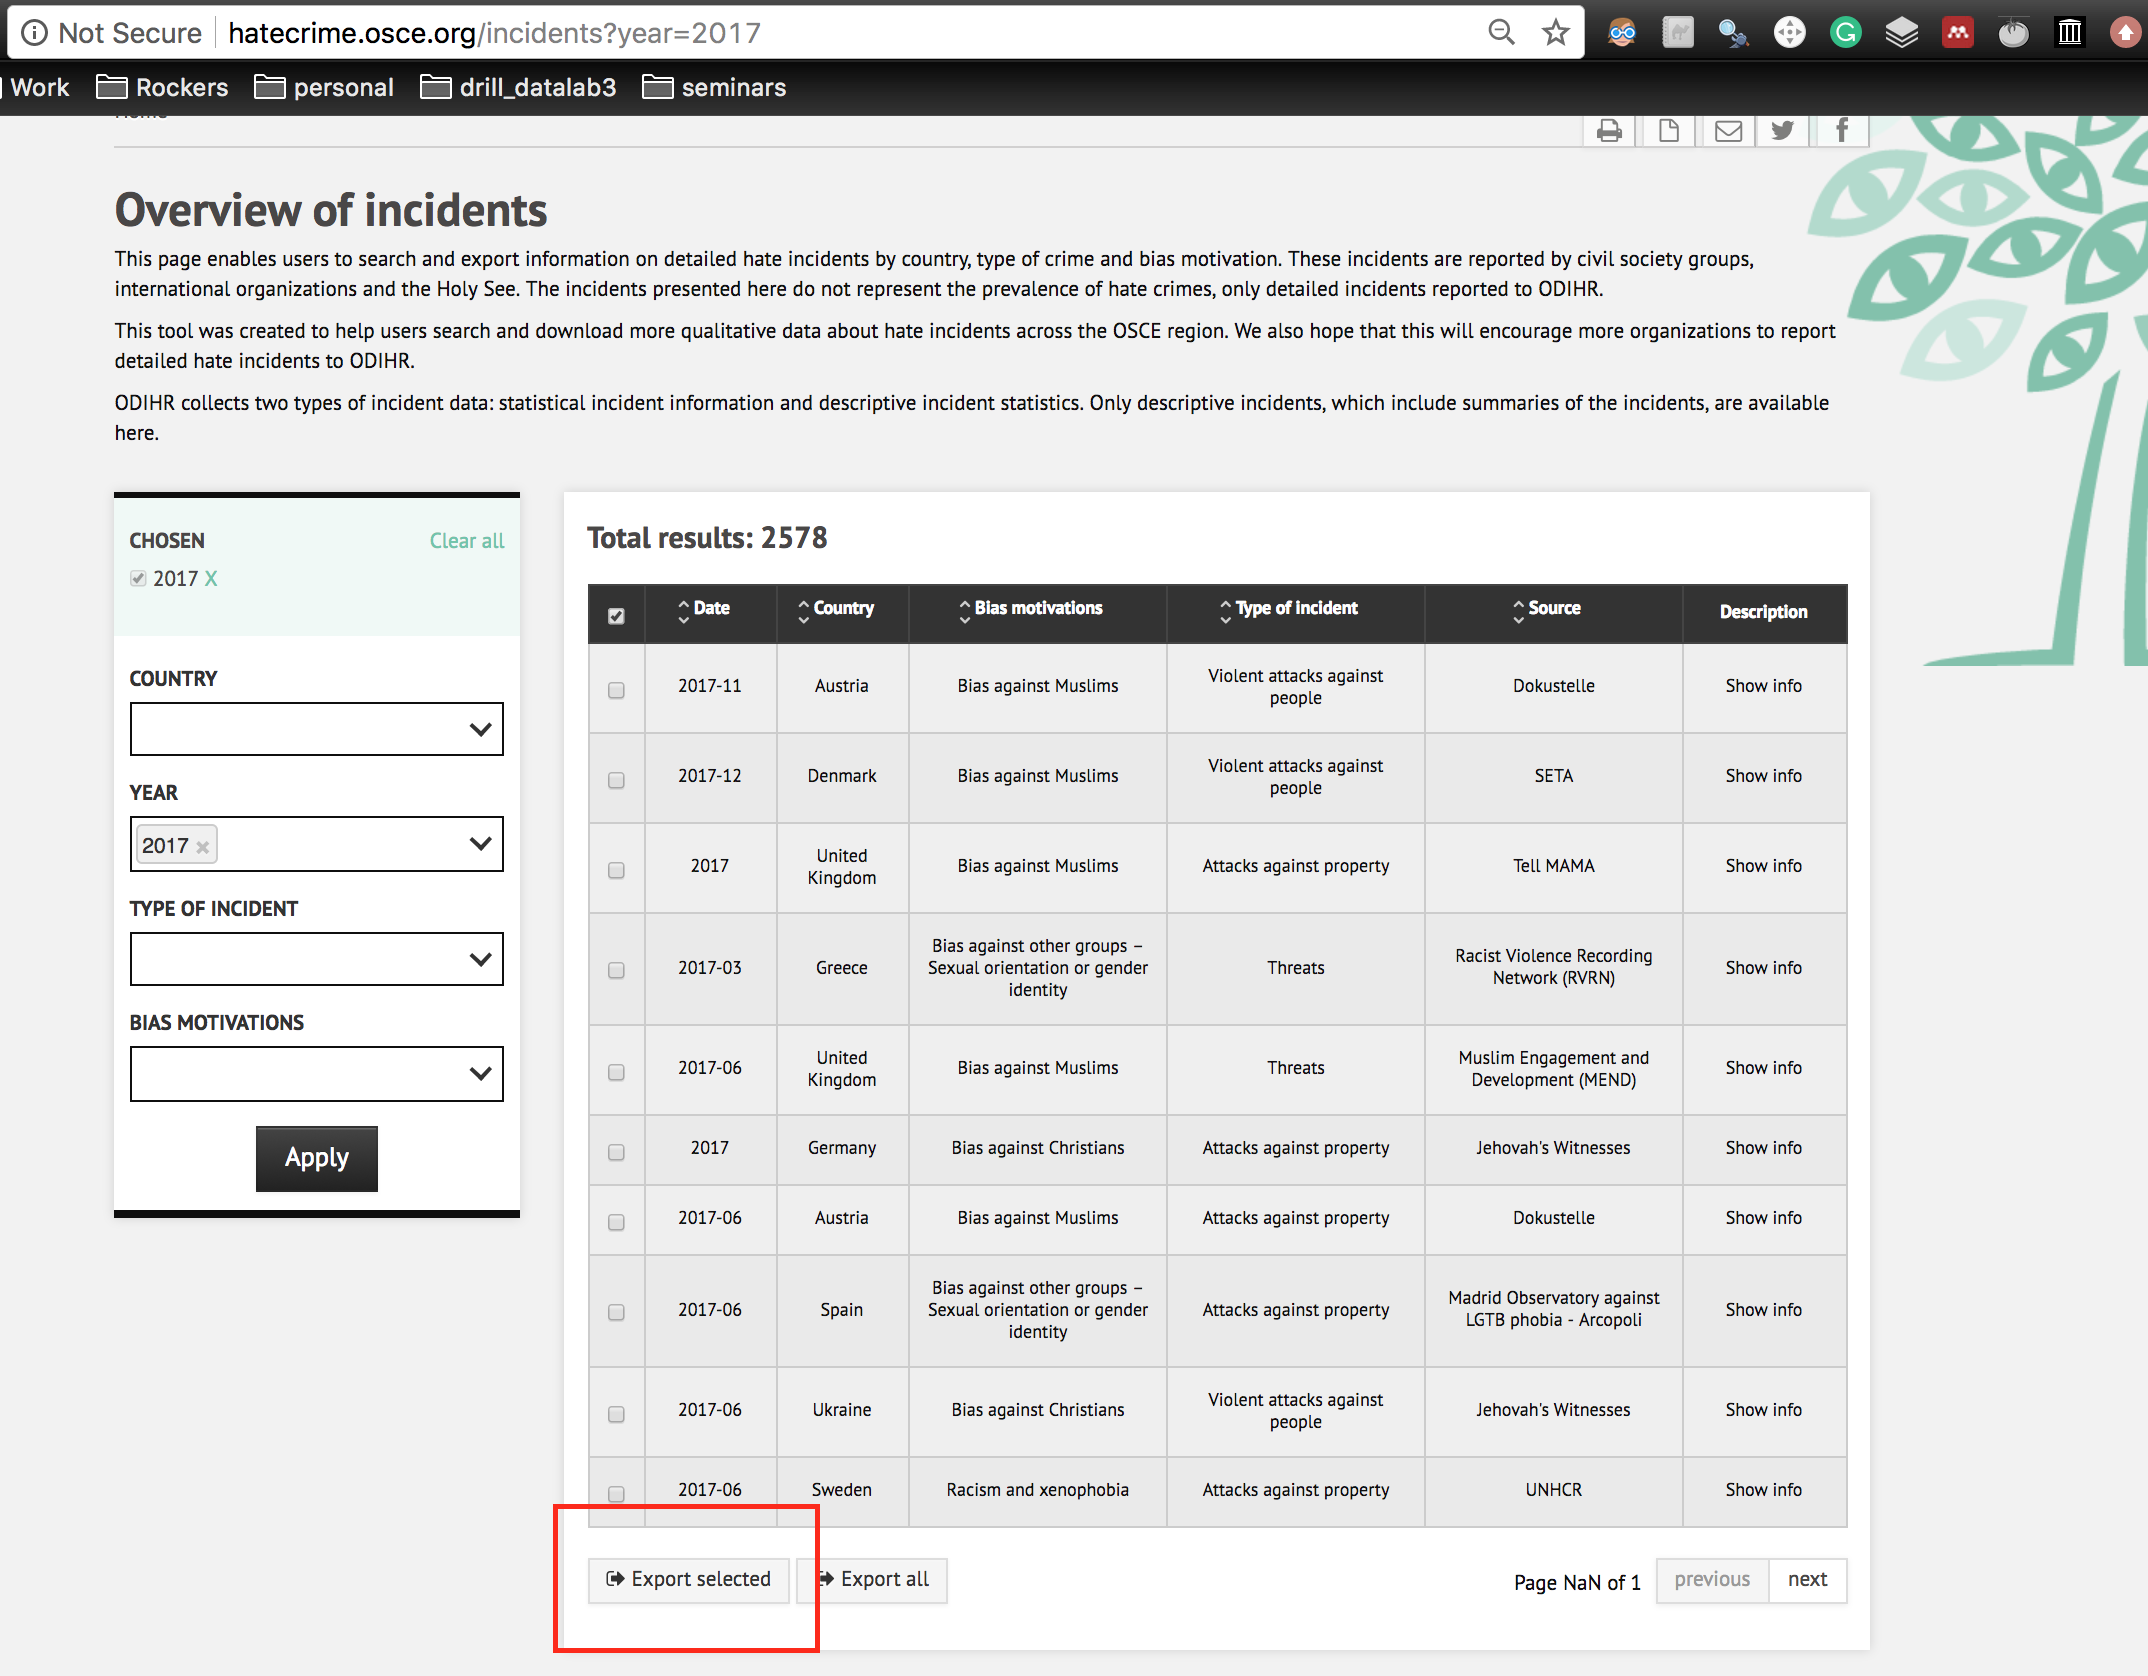 Not Secure hatecrime.osce.org/incidents?year=2017
Work Rockers personal drill_datalab3 seminars
Home
Overview of incidents
This page enables users to search and export information on detailed hate incidents by country, type of crime and bias motivation. These incidents are reported by civil society groups,
international organizations and the Holy See. The incidents presented here do not represent the prevalence of hate crimes, only detailed incidents reported to ODIHR.
This tool was created to help users search and download more qualitative data about hate incidents across the OSCE region. We also hope that this will encourage more organizations to report
detailed hate incidents to ODIHR.
ODIHR collects two types of incident data: statistical incident information and descriptive incident statistics. Only descriptive incidents, which include summaries of the incidents, are available
here.
CHOSEN Clear all
2017 X
COUNTRY
YEAR
2017 ×
TYPE OF INCIDENT
BIAS MOTIVATIONS
Apply
Total results: 2578
Date Country Bias motivations Type of incident Source Description
2017-11 Austria Bias against Muslims Violent attacks against people Dokustelle Show info
2017-12 Denmark Bias against Muslims Violent attacks against people SETA Show info
2017 United Kingdom Bias against Muslims Attacks against property Tell MAMA Show info
2017-03 Greece Bias against other groups – Sexual orientation or gender identity Threats Racist Violence Recording Network (RVRN) Show info
2017-06 United Kingdom Bias against Muslims Threats Muslim Engagement and Development (MEND) Show info
2017 Germany Bias against Christians Attacks against property Jehovah's Witnesses Show info
2017-06 Austria Bias against Muslims Attacks against property Dokustelle Show info
2017-06 Spain Bias against other groups – Sexual orientation or gender identity Attacks against property Madrid Observatory against LGTB phobia - Arcopoli Show info
2017-06 Ukraine Bias against Christians Violent attacks against people Jehovah's Witnesses Show info
2017-06 Sweden Racism and xenophobia Attacks against property UNHCR Show info
Export selected Export all Page NaN of 1 previous next